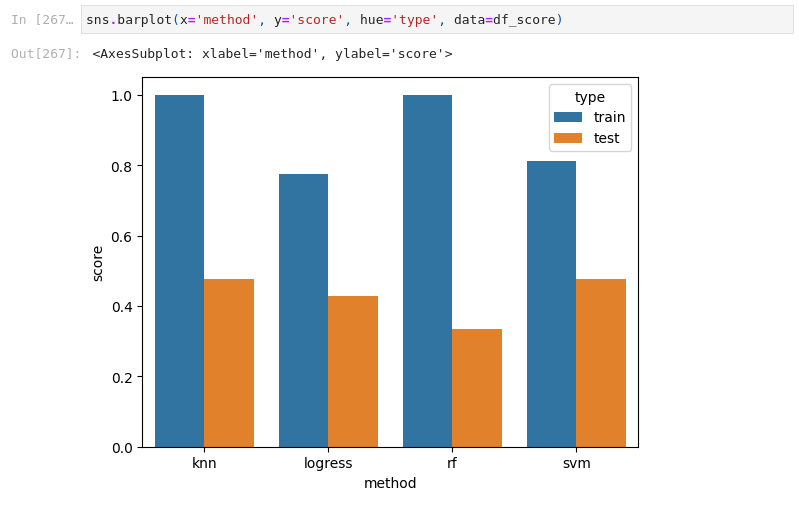 In [267… sns.barplot(x='method', y='score', hue='type', data=df_score)
Out[267]: <AxesSubplot: xlabel='method', ylabel='score'>
type
train
test
1.0
0.8
0.6
0.4
0.2
0.0
score
knn logress rf svm
method